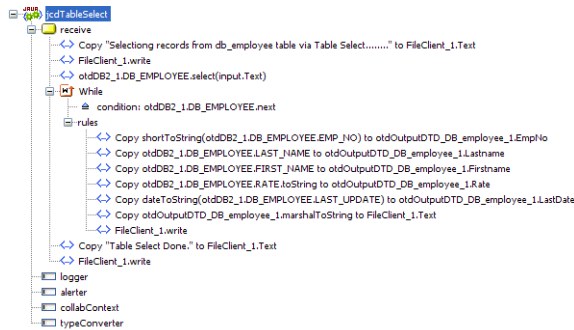 JAVA
jcdTableSelect
receive
Copy "Selectiong records from db_employee table via Table Select........" to FileClient_1.Text
FileClient_1.write
otdDB2_1.DB_EMPLOYEE.select(input.Text)
While
condition: otdDB2_1.DB_EMPLOYEE.next
rules
Copy shortToString(otdDB2_1.DB_EMPLOYEE.EMP_NO) to otdOutputDTD_DB_employee_1.EmpNo
Copy otdDB2_1.DB_EMPLOYEE.LAST_NAME to otdOutputDTD_DB_employee_1.Lastname
Copy otdDB2_1.DB_EMPLOYEE.FIRST_NAME to otdOutputDTD_DB_employee_1.Firstname
Copy otdDB2_1.DB_EMPLOYEE.RATE.toString to otdOutputDTD_DB_employee_1.Rate
Copy dateToString(otdDB2_1.DB_EMPLOYEE.LAST_UPDATE) to otdOutputDTD_DB_employee_1.LastDate
Copy otdOutputDTD_DB_employee_1.marshalToString to FileClient_1.Text
FileClient_1.write
Copy "Table Select Done." to FileClient_1.Text
FileClient_1.write
logger
alerter
collabContext
typeConverter